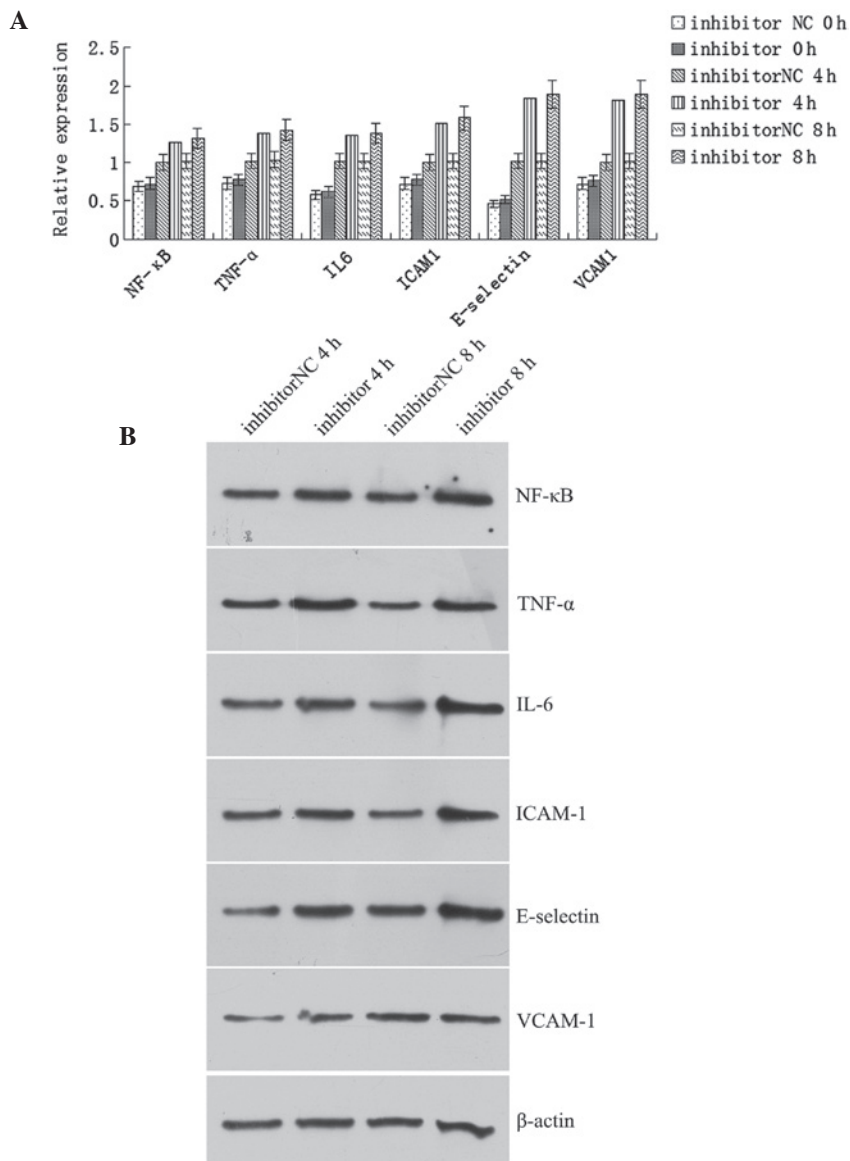 A
inhibitor NC 0h
inhibitor 0h
inhibitorNC 4h
inhibitor 4h
inhibitorNC 8h
inhibitor 8h
Relative expression
2.5
2
1.5
1
0.5
0
NF-κB
TNF-α
IL6
ICAM1
E-selectin
VCAM1
B
inhibitorNC 4 h
inhibitor 4 h
inhibitorNC 8 h
inhibitor 8 h
NF-κB
TNF-α
IL-6
ICAM-1
E-selectin
VCAM-1
β-actin